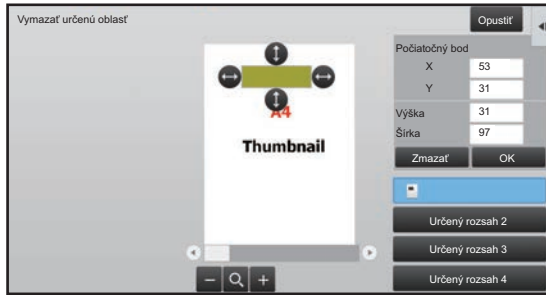 Vymazať určenú oblasť
Opustiť
Počiatočný bod
X 53
Y 31
Výška 31
Šírka 97
Zmazať OK
A4
Thumbnail
Určený rozsah 2
Určený rozsah 3
Určený rozsah 4